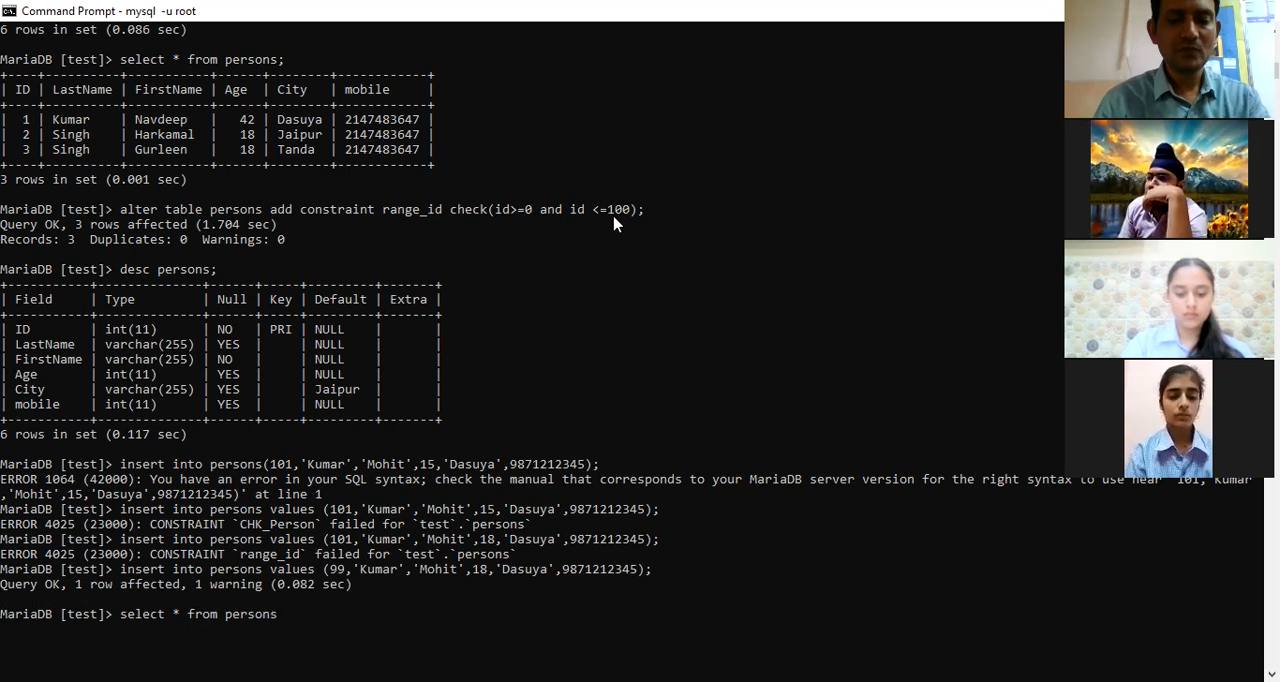 Command Prompt - mysql -u root
6 rows in set (0.086 sec)
MariaDB [test]> select * from persons;
+----+----------+-----------+------+--------+------------+
| ID | LastName | FirstName | Age  | City   | mobile     |
+----+----------+-----------+------+--------+------------+
|  1 | Kumar    | Navdeep   |   42 | Dasuya | 2147483647 |
|  2 | Singh    | Harkamal  |   18 | Jaipur | 2147483647 |
|  3 | Singh    | Gurleen   |   18 | Tanda  | 2147483647 |
+----+----------+-----------+------+--------+------------+
3 rows in set (0.001 sec)
MariaDB [test]> alter table persons add constraint range_id check(id>=0 and id <=100);
Query OK, 3 rows affected (1.704 sec)
Records: 3  Duplicates: 0  Warnings: 0
MariaDB [test]> desc persons;
+-----------+--------------+------+-----+---------+-------+
| Field     | Type         | Null | Key | Default | Extra |
+-----------+--------------+------+-----+---------+-------+
| ID        | int(11)      | NO   | PRI | NULL    |       |
| LastName  | varchar(255) | YES  |     | NULL    |       |
| FirstName | varchar(255) | NO   |     | NULL    |       |
| Age       | int(11)      | YES  |     | NULL    |       |
| City      | varchar(255) | YES  |     | Jaipur  |       |
| mobile    | int(11)      | YES  |     | NULL    |       |
+-----------+--------------+------+-----+---------+-------+
6 rows in set (0.117 sec)
MariaDB [test]> insert into persons(101,'Kumar','Mohit',15,'Dasuya',9871212345);
ERROR 1064 (42000): You have an error in your SQL syntax; check the manual that corresponds to your MariaDB server version for the right syntax to use near '101,'Kumar'
,'Mohit',15,'Dasuya',9871212345)' at line 1
MariaDB [test]> insert into persons values (101,'Kumar','Mohit',15,'Dasuya',9871212345);
ERROR 4025 (23000): CONSTRAINT `CHK_Person` failed for `test`.`persons`
MariaDB [test]> insert into persons values (101,'Kumar','Mohit',18,'Dasuya',9871212345);
ERROR 4025 (23000): CONSTRAINT `range_id` failed for `test`.`persons`
MariaDB [test]> insert into persons values (99,'Kumar','Mohit',18,'Dasuya',9871212345);
Query OK, 1 row affected, 1 warning (0.082 sec)
MariaDB [test]> select * from persons